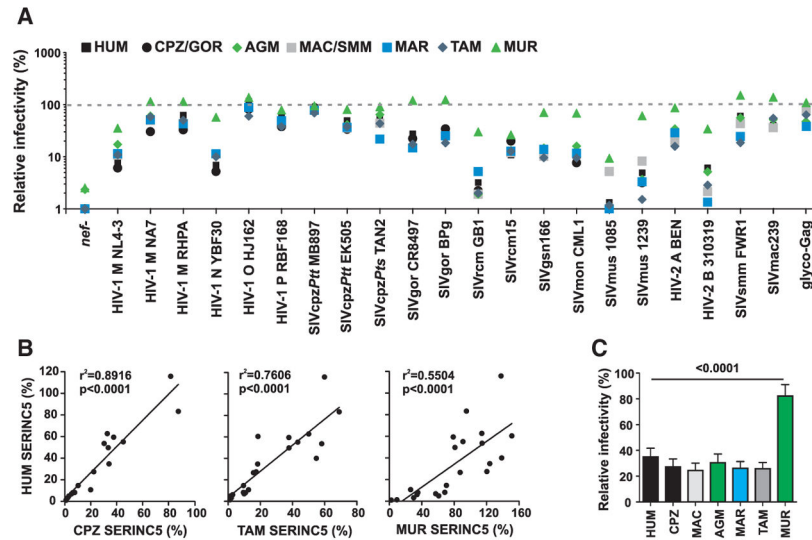 A
Relative infectivity (%)
1000
100
10
1
HUM CPZ/GOR AGM MAC/SMM MAR TAM MUR
nef-
HIV-1 M NL4-3
HIV-1 M NA7
HIV-1 M RHPA
HIV-1 N YBF30
HIV-1 O HJ162
HIV-1 P RBF168
SIVcpzPtt MB897
SIVcpzPtt EK505
SIVcpzPts TAN2
SIVgor CR8497
SIVgor BPg
SIVrcm GB1
SIVrcm15
SIVgsn166
SIVmon CML1
SIVmus 1085
SIVmus 1239
HIV-2 A BEN
HIV-2 B 310319
SIVsmm FWR1
SIVmac239
glyco-Gag
B
HUM SERINC5 (%)
120
100
80
60
40
20
0
r²=0.8916
p<0.0001
0 20 40 60 80 100
CPZ SERINC5 (%)
r²=0.7606
p<0.0001
0 20 40 60 80
TAM SERINC5 (%)
r²=0.5504
p<0.0001
0 50 100 150
MUR SERINC5 (%)
C
Relative infectivity (%)
100
80
60
40
20
0
<0.0001
HUM
CPZ
MAC
AGM
MAR
TAM
MUR